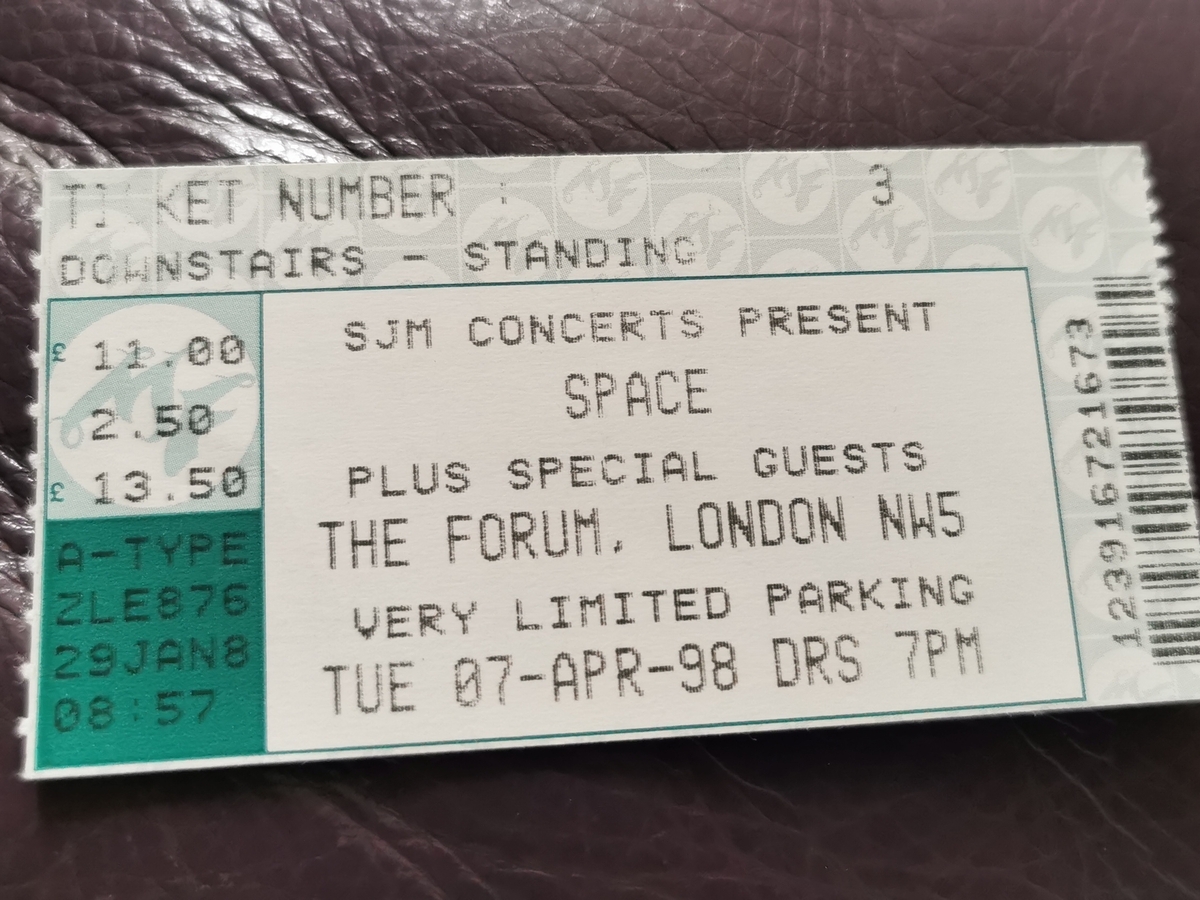 TICKET NUMBER : 3
DOWNSTAIRS - STANDING
£ 11.00
2.50
£ 13.50
A-TYPE
ZLE876
29JAN8
08:57
SJM CONCERTS PRESENT
SPACE
PLUS SPECIAL GUESTS
THE FORUM, LONDON NW5
VERY LIMITED PARKING
TUE 07-APR-98 DRS 7PM
123916721673